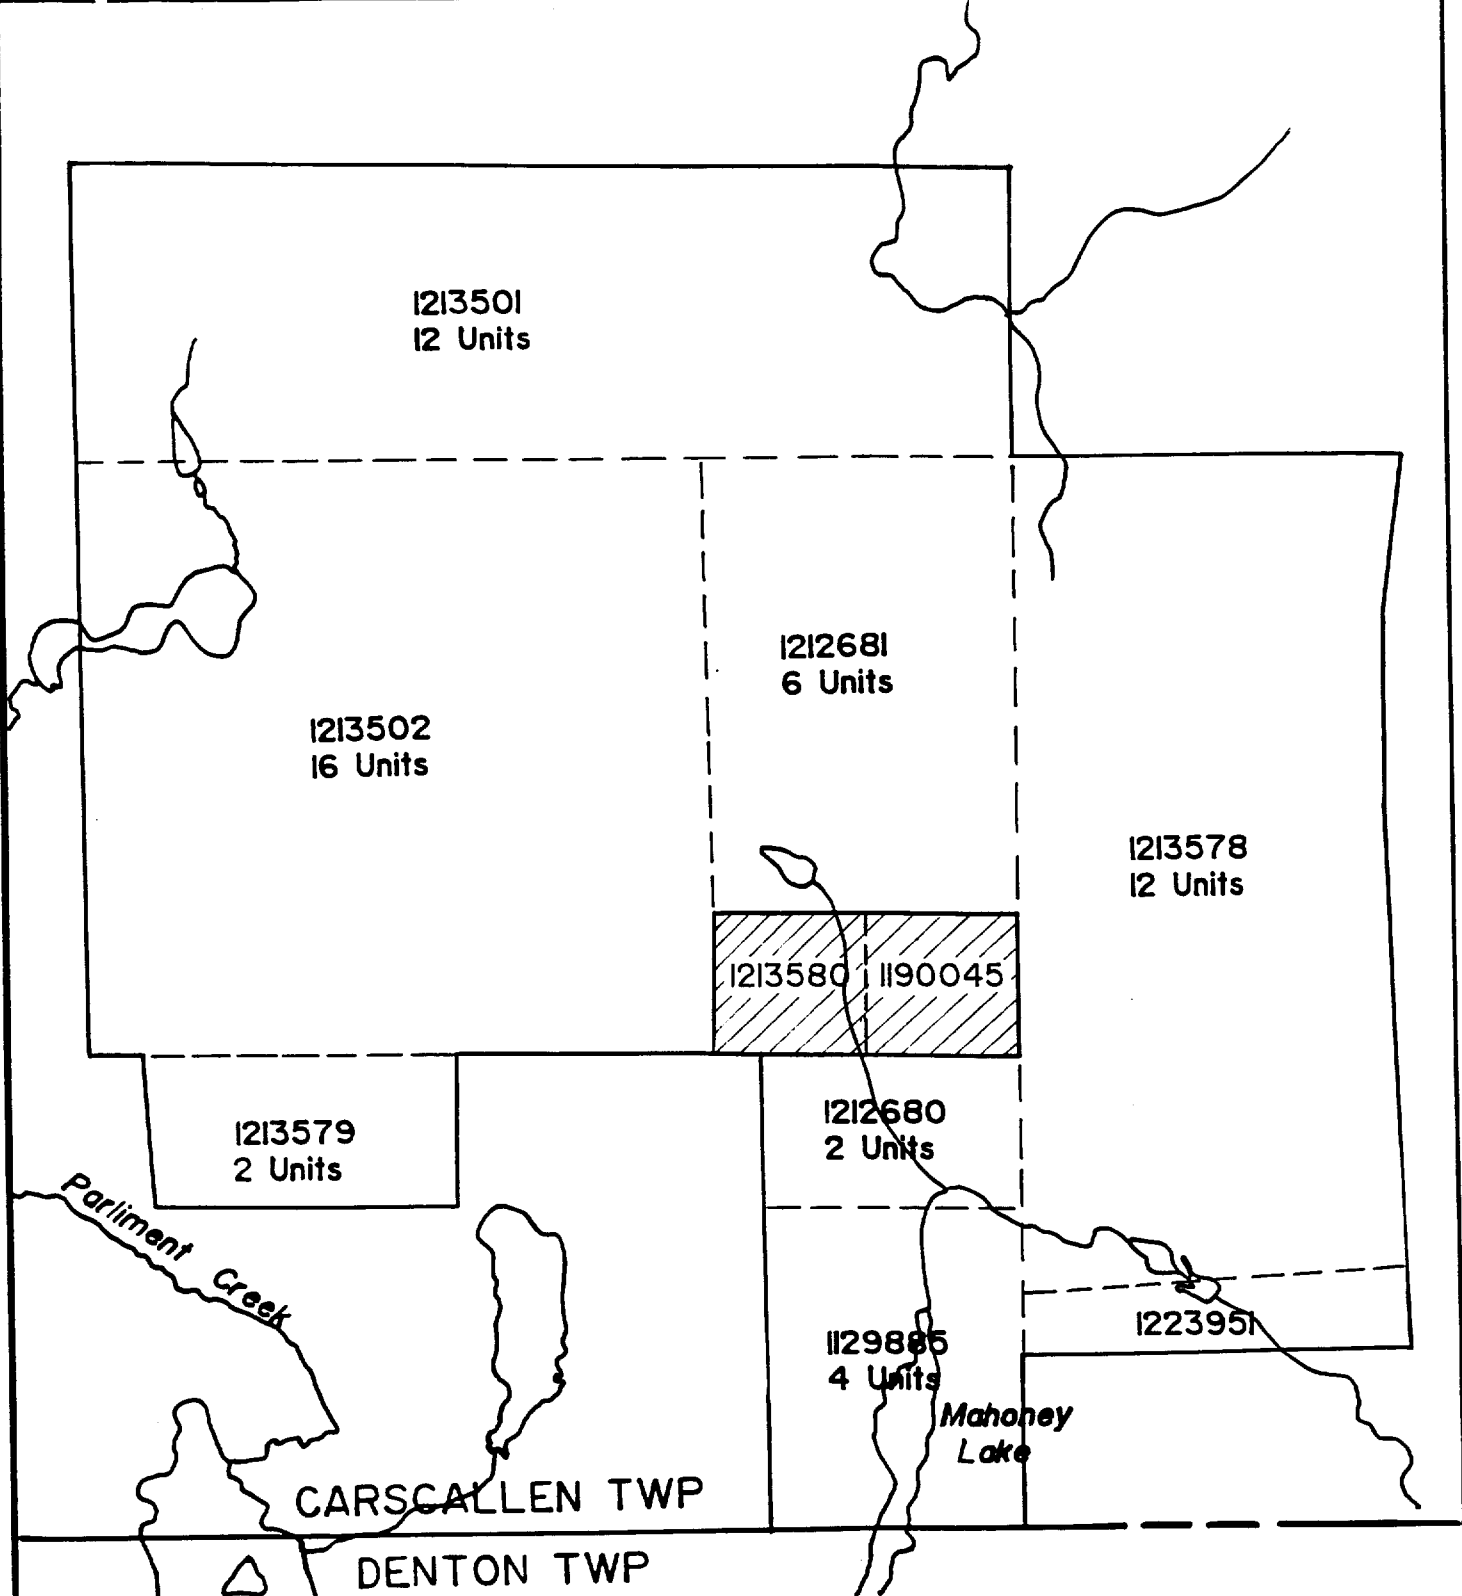 1213501
12 Units
1212681
6 Units
1213502
16 Units
1213578
12 Units
1213580
1190045
1212680
2 Units
1213579
2 Units
Parliment Creek
1223951
1129885
4 Units
Mahoney
Lake
CARSCALLEN TWP
DENTON TWP